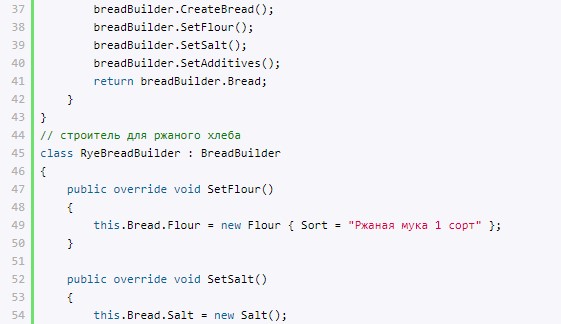 37         breadBuilder.CreateBread();
38         breadBuilder.SetFlour();
39         breadBuilder.SetSalt();
40         breadBuilder.SetAdditives();
41         return breadBuilder.Bread;
42     }
43 }
44 // строитель для ржаного хлеба
45 class RyeBreadBuilder : BreadBuilder
46 {
47     public override void SetFlour()
48     {
49         this.Bread.Flour = new Flour { Sort = "Ржаная мука 1 сорт" };
50     }
51
52     public override void SetSalt()
53     {
54         this.Bread.Salt = new Salt();